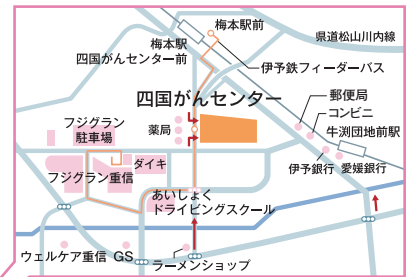 梅本駅前
県道松山川内線
梅本駅
四国がんセンター前
伊予鉄フィーダーバス
四国がんセンター
郵便局
コンビニ
牛渕団地前駅
フジグラン
駐車場
薬局
ダイキ
伊予銀行
愛媛銀行
フジグラン重信
あいしょく
ドライビングスクール
ウェルケア重信
GS
ラーメンショップ